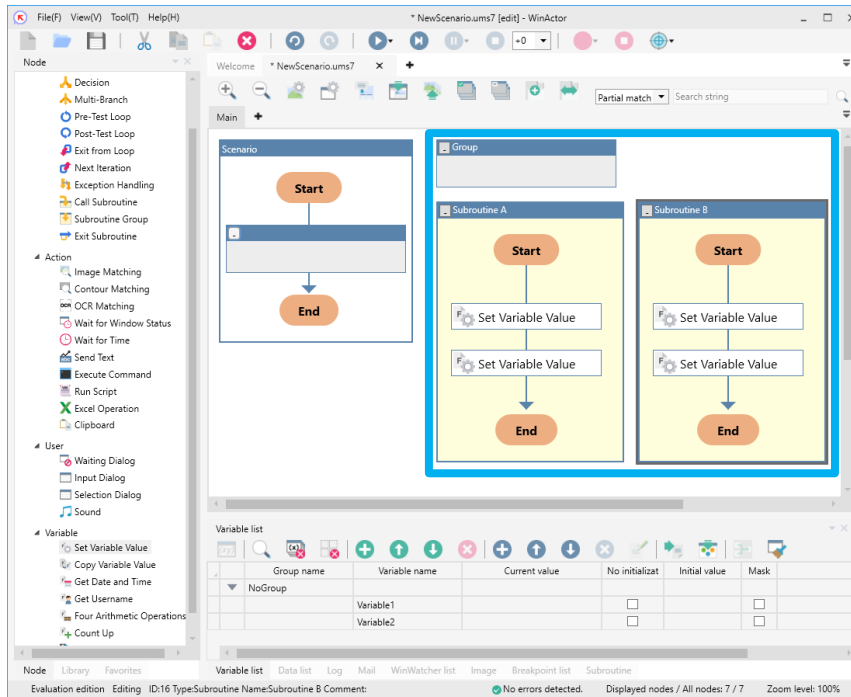 File(F) View(V) Tool(T) Help(H)
* NewScenario.ums7 [edit] - WinActor
+0
Node
Welcome * NewScenario.ums7
Partial match Search string
Main
Decision
Multi-Branch
Pre-Test Loop
Post-Test Loop
Exit from Loop
Next Iteration
Exception Handling
Call Subroutine
Subroutine Group
Exit Subroutine
Action
Image Matching
Contour Matching
OCR Matching
Wait for Window Status
Wait for Time
Send Text
Execute Command
Run Script
Excel Operation
Clipboard
User
Waiting Dialog
Input Dialog
Selection Dialog
Sound
Variable
Set Variable Value
Copy Variable Value
Get Date and Time
Get Username
Four Arithmetic Operations
Count Up
Node Library Favorites
Scenario
Start
End
Group
Subroutine A
Start
Set Variable Value
Set Variable Value
End
Subroutine B
Start
Set Variable Value
Set Variable Value
End
Variable list
Group name Variable name Current value No initializat Initial value Mask
NoGroup
Variable1
Variable2
Variable list Data list Log Mail WinWatcher list Image Breakpoint list Subroutine
Evaluation edition Editing ID:16 Type:Subroutine Name:Subroutine B Comment: No errors detected. Displayed nodes / All nodes: 7 / 7 Zoom level: 100%